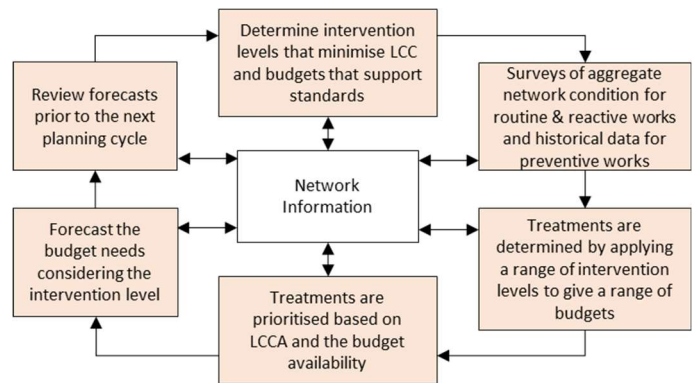 Determine intervention
levels that minimise LCC
and budgets that support
standards
Surveys of aggregate
network condition for
routine & reactive works
and historical data for
preventive works
Review forecasts
prior to the next
planning cycle
Network
Information
Forecast the
budget needs
considering the
intervention level
Treatments are
determined by applying
a range of intervention
levels to give a range of
budgets
Treatments are
prioritised based on
LCCA and the budget
availability